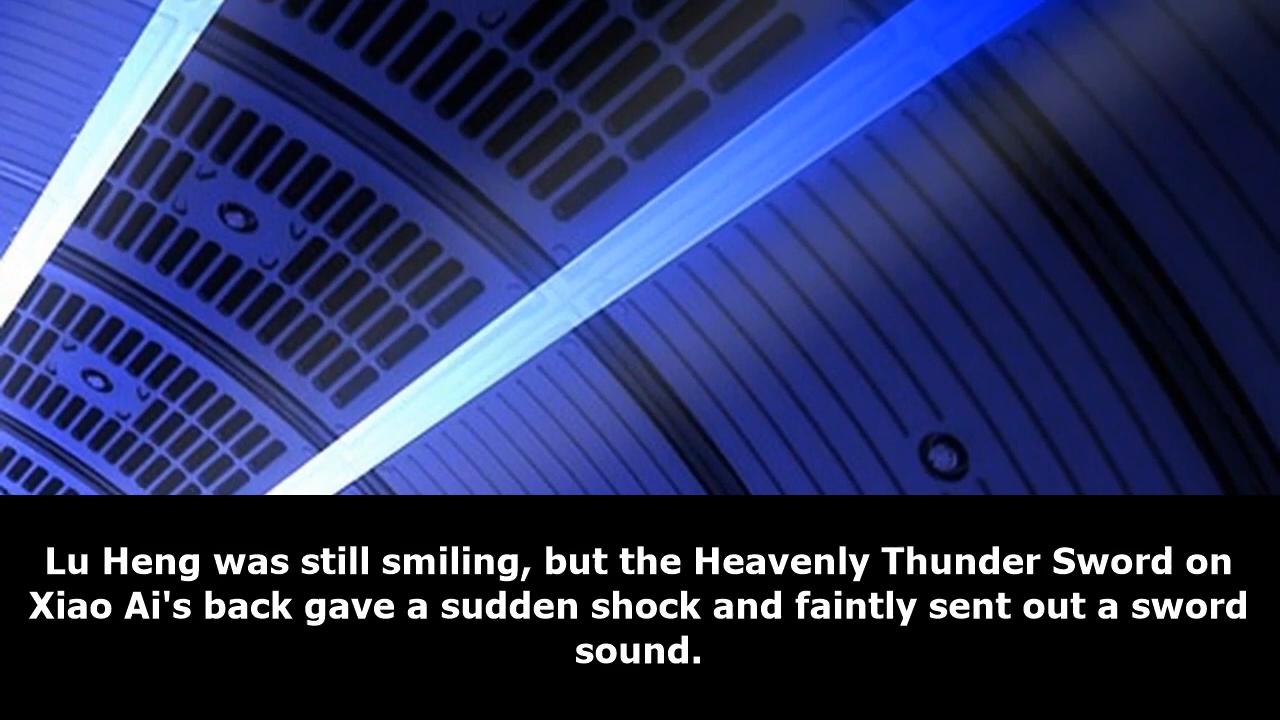 Lu Heng was still smiling, but the Heavenly Thunder Sword on
Xiao Ai's back gave a sudden shock and faintly sent out a sword
sound.